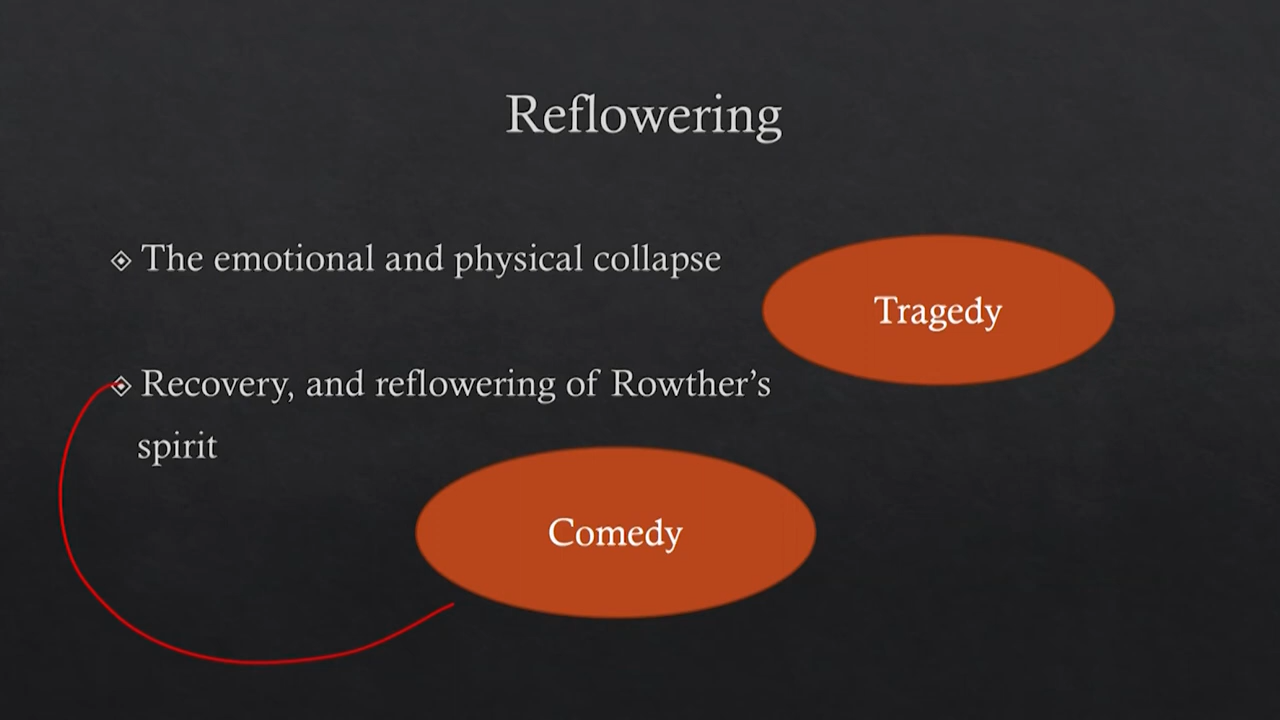 Reflowering
The emotional and physical collapse
Tragedy
Recovery, and reflowering of Rowther’s
spirit
Comedy